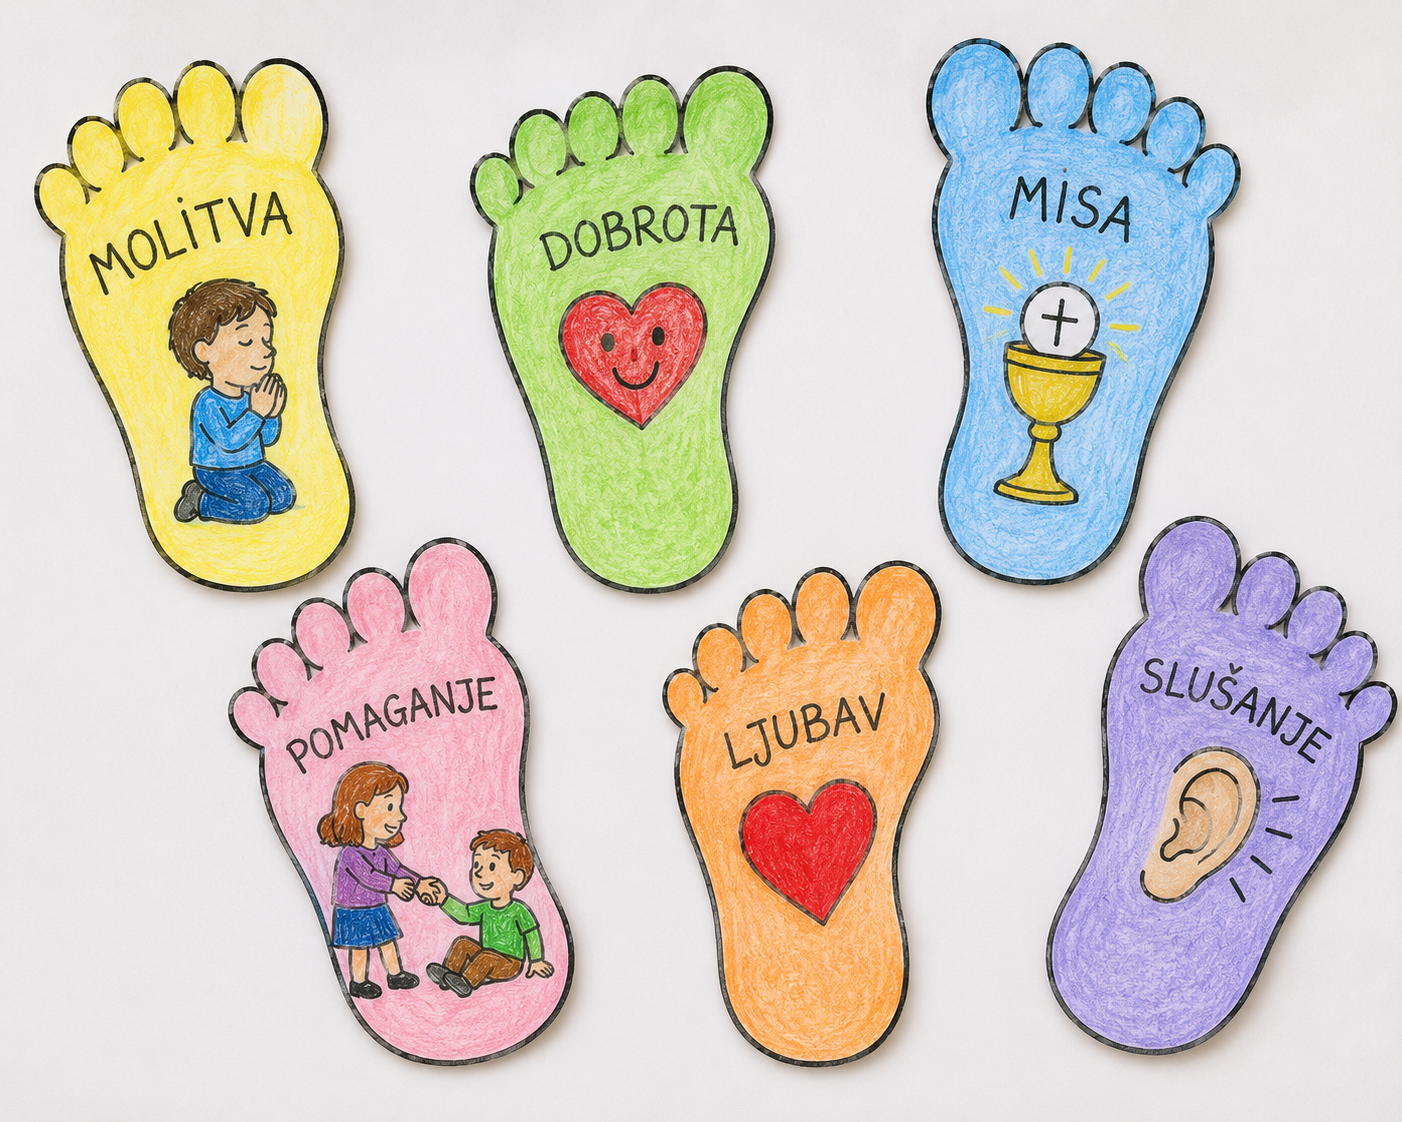 MOLITVA
DOBROTA
MISA
POMAGANJE
LJUBAV
SLUŠANJE